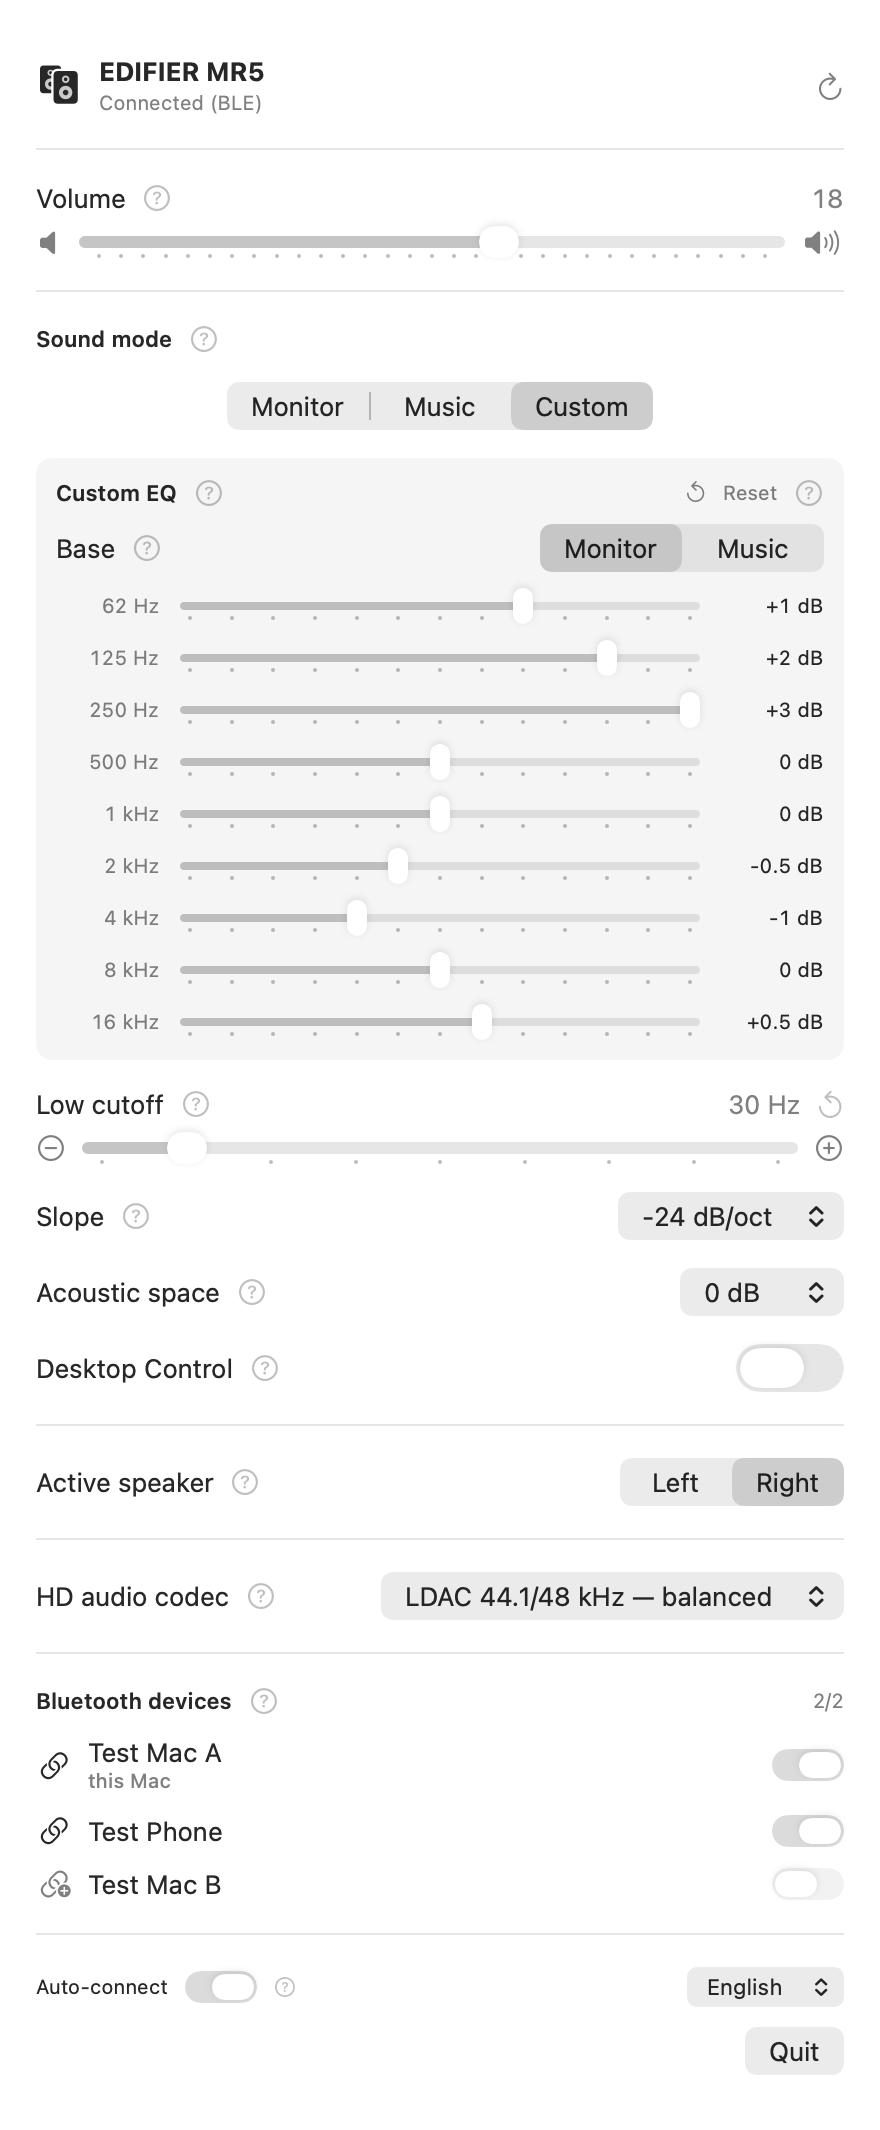 EDIFIER MR5
Connected (BLE)
Volume ? 18
Sound mode ?
Monitor Music Custom
Custom EQ ? Reset ?
Base ? Monitor Music
62 Hz +1 dB
125 Hz +2 dB
250 Hz +3 dB
500 Hz 0 dB
1 kHz 0 dB
2 kHz -0.5 dB
4 kHz -1 dB
8 kHz 0 dB
16 kHz +0.5 dB
Low cutoff ? 30 Hz
Slope ? -24 dB/oct
Acoustic space ? 0 dB
Desktop Control ?
Active speaker ? Left Right
HD audio codec ? LDAC 44.1/48 kHz — balanced
Bluetooth devices ? 2/2
Test Mac A
this Mac
Test Phone
Test Mac B
Auto-connect ? English
Quit